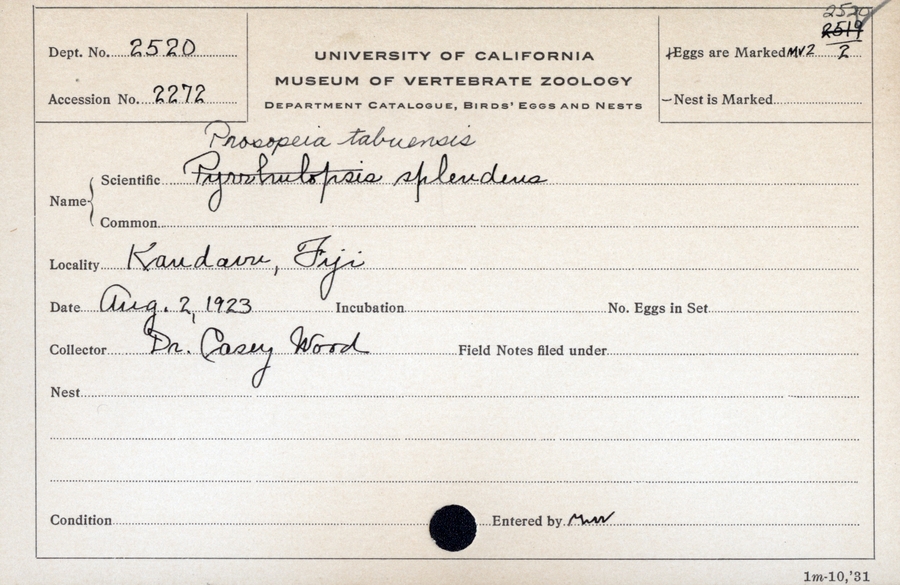 2520
Dept. No. 2520
UNIVERSITY OF CALIFORNIA
2519
Eggs are Marked MVZ 2
MUSEUM OF VERTEBRATE ZOOLOGY
Accession No. 2272
DEPARTMENT CATALOGUE, BIRDS' EGGS AND NESTS
Nest is Marked
Prosopeia tabuensis
Name Scientific Pyrrhulopsis splendens
Common
Locality Kandavu, Fiji
Date Aug. 2, 1923 Incubation No. Eggs in Set
Collector Dr. Casey Wood Field Notes filed under
Nest
Condition Entered by
1m-10,'31